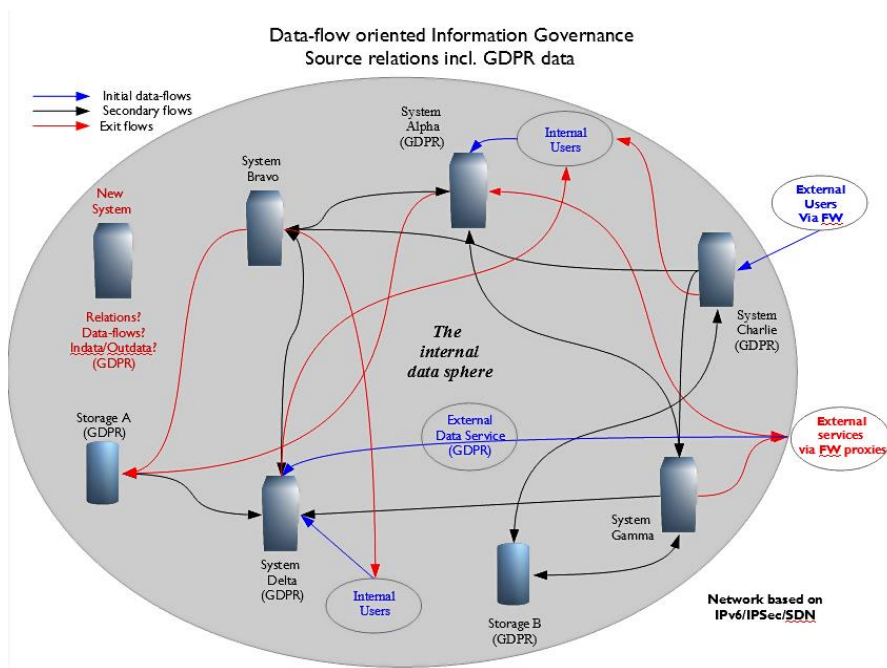 Data-flow oriented Information Governance
Source relations incl. GDPR data
Initial data-flows
Secondary flows
Exit flows
System
Alpha
(GDPR)
Internal
Users
System
Bravo
New
System
External
Users
Via FW
Relations?
Data-flows?
Indata/Outdata?
(GDPR)
System
Charlie
(GDPR)
The
internal
data sphere
Storage A
(GDPR)
External
Data Service
(GDPR)
External
services
via FW proxies
System
Gamma
System
Delta
(GDPR)
Internal
Users
Storage B
(GDPR)
Network based on
IPv6/IPSec/SDN